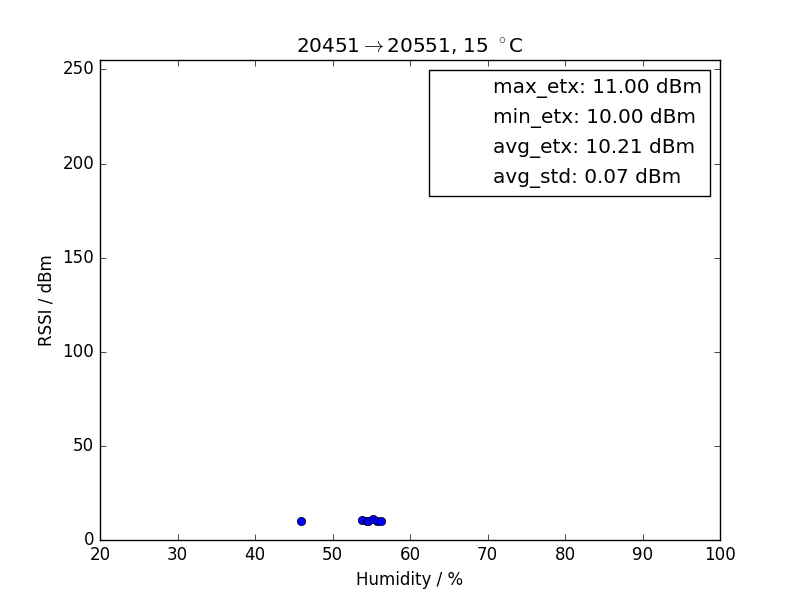 20451→20551, 15 °C
max_etx: 11.00 dBm
min_etx: 10.00 dBm
avg_etx: 10.21 dBm
avg_std: 0.07 dBm
250
200
150
100
50
0
RSSI / dBm
20 30 40 50 60 70 80 90 100
Humidity / %